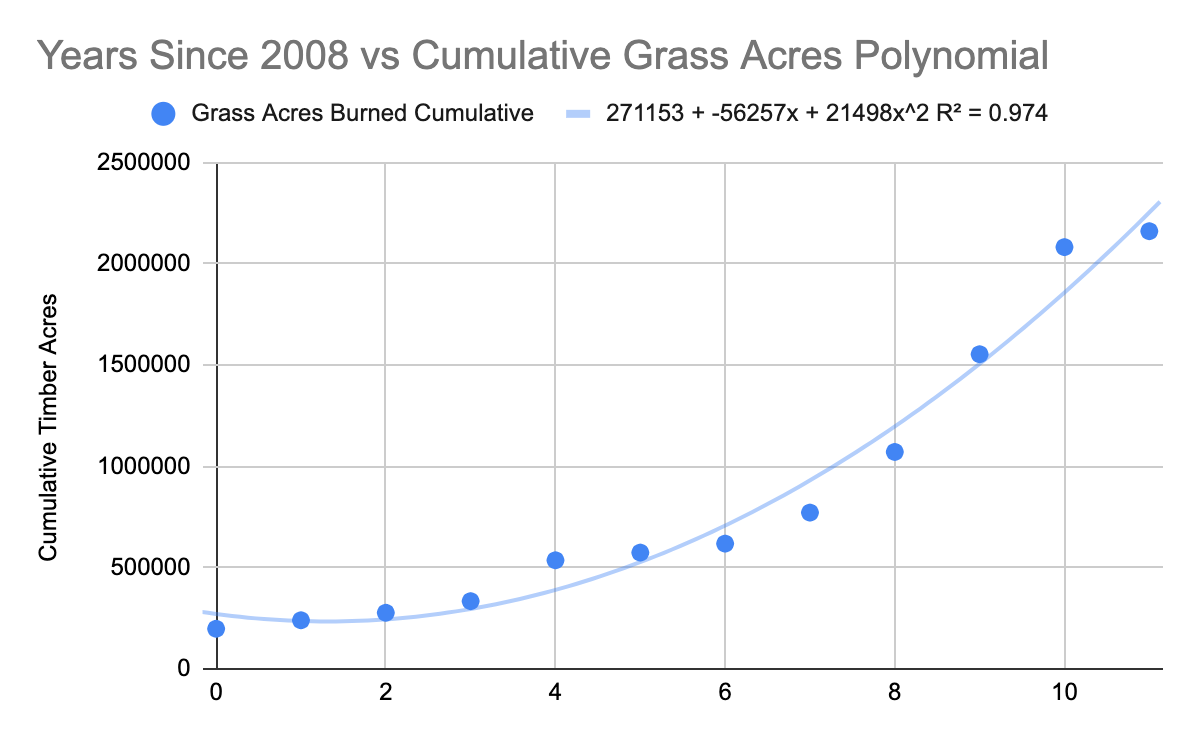 Years Since 2008 vs Cumulative Grass Acres Polynomial
Grass Acres Burned Cumulative 271153 + -56257x + 21498x^2 R² = 0.974
Cumulative Timber Acres
2500000
2000000
1500000
1000000
500000
0
0 2 4 6 8 10